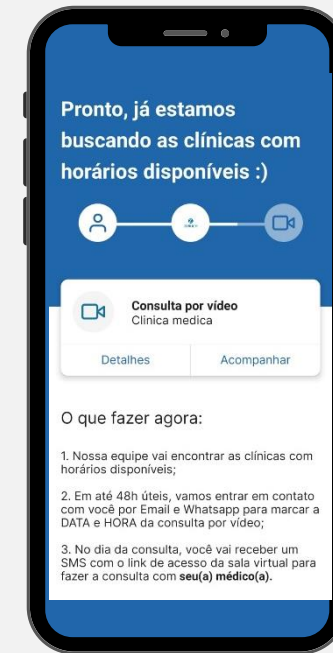 Pronto, já estamos
buscando as clínicas com
horários disponíveis :)
Consulta por vídeo
Clinica medica
Detalhes
Acompanhar
O que fazer agora:
1. Nossa equipe vai encontrar as clínicas com
horários disponíveis;
2. Em até 48h úteis, vamos entrar em contato
com você por Email e Whatsapp para marcar a
DATA e HORA da consulta por vídeo;
3. No dia da consulta, você vai receber um
SMS com o link de acesso da sala virtual para
fazer a consulta com seu(a) médico(a).